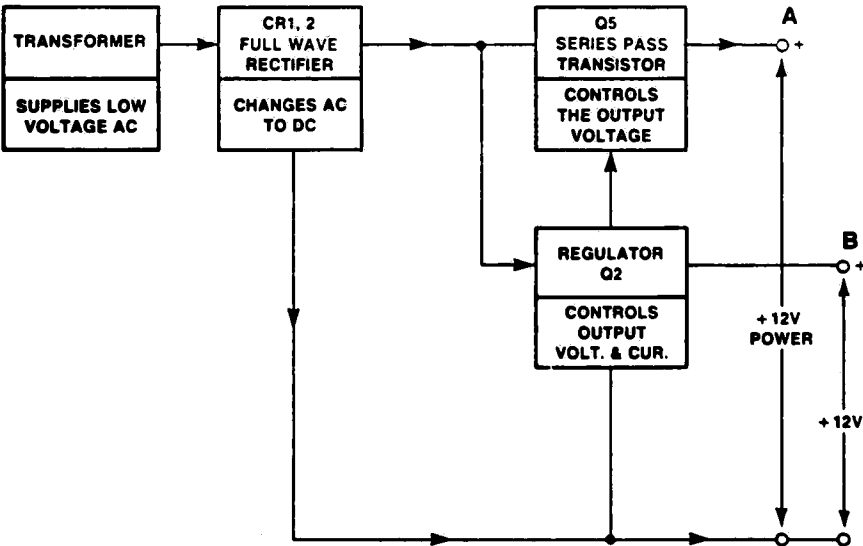 TRANSFORMER
SUPPLIES LOW
VOLTAGE AC
CR1, 2
FULL WAVE
RECTIFIER
CHANGES AC
TO DC
Q5
SERIES PASS
TRANSISTOR
CONTROLS
THE OUTPUT
VOLTAGE
A
+
REGULATOR
Q2
CONTROLS
OUTPUT
VOLT. & CUR.
B
+
+ 12V
POWER
+ 12V